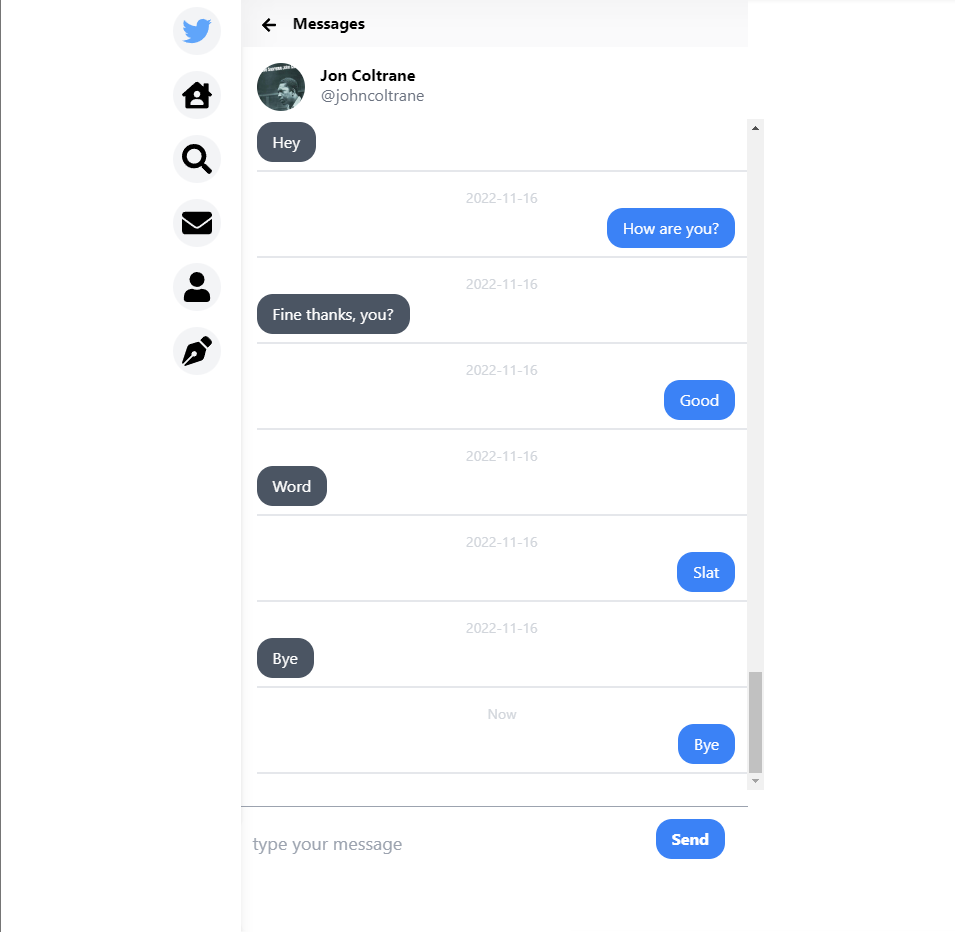 Messages
Jon Coltrane
@johncoltrane
Hey
2022-11-16
How are you?
2022-11-16
Fine thanks, you?
2022-11-16
Good
2022-11-16
Word
2022-11-16
Slat
2022-11-16
Bye
Now
Bye
type your message
Send